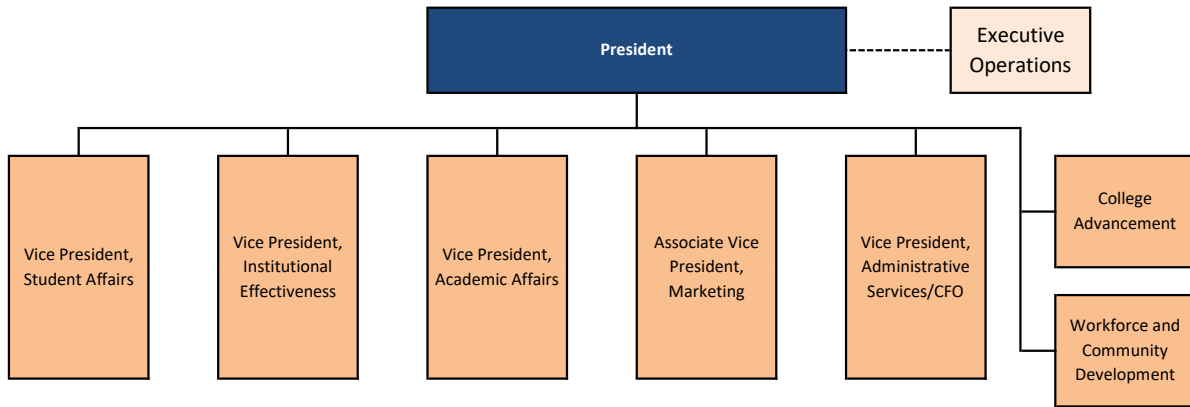 President
Executive
Operations
Vice President,
Student Affairs
Vice President,
Institutional
Effectiveness
Vice President,
Academic Affairs
Associate Vice
President,
Marketing
Vice President,
Administrative
Services/CFO
College
Advancement
Workforce and
Community
Development